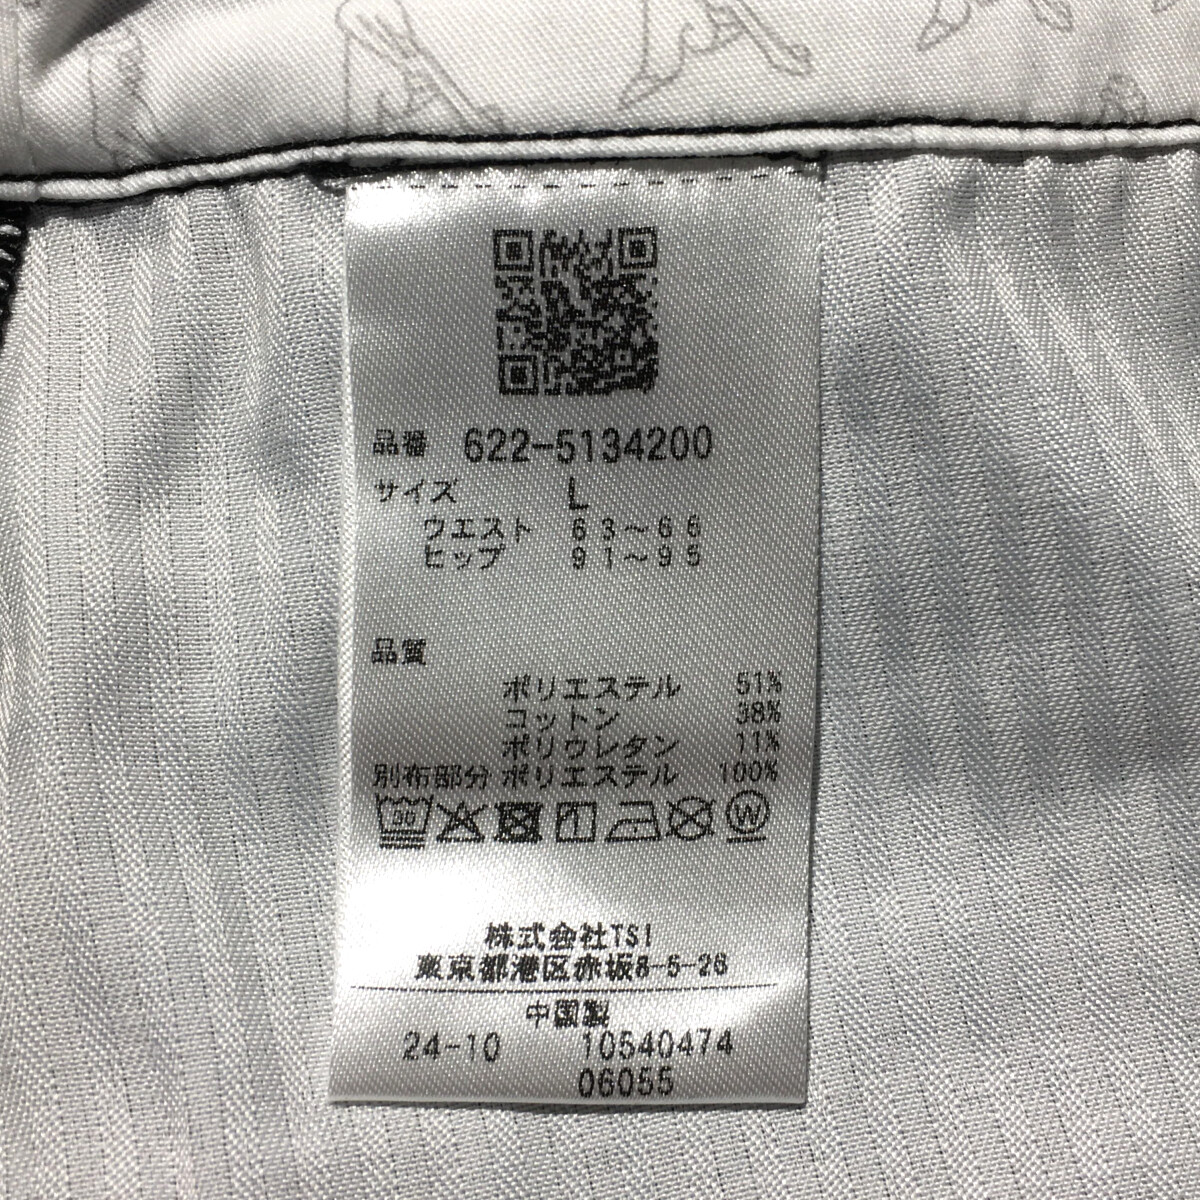 品番 622-5134200
サイズ L
ウエスト 63~66
ヒップ 91~95
品質
ポリエステル 51%
コットン 38%
ポリウレタン 11%
別布部分 ポリエステル 100%
30 W
株式会社TSI
東京都港区赤坂8-5-26
中国製
24-10 10540474
06055